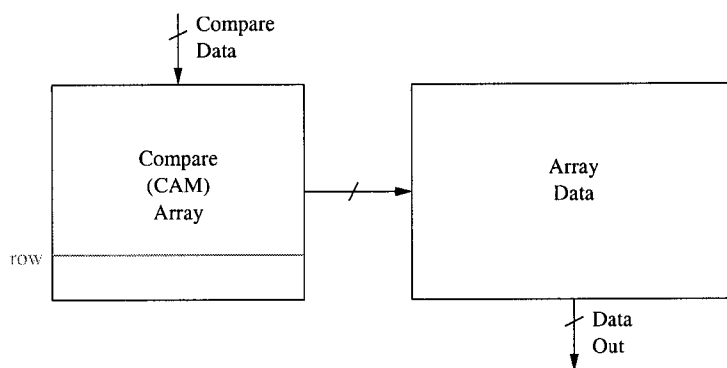 Compare
Data
Compare
(CAM)
Array
Array
Data
row
Data
Out